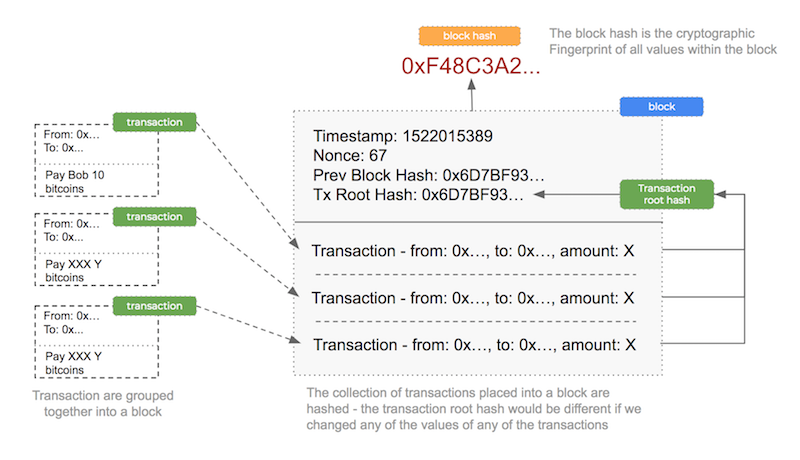 block hash
The block hash is the cryptographic
Fingerprint of all values within the block
0xF48C3A2...
block
transaction
From: 0x...
To: 0x...
Pay Bob 10
bitcoins
transaction
From: 0x...
To: 0x...
Pay XXX Y
bitcoins
transaction
From: 0x...
To: 0x...
Pay XXX Y
bitcoins
Transaction are grouped
together into a block
Timestamp: 1522015389
Nonce: 67
Prev Block Hash: 0x6D7BF93...
Tx Root Hash: 0x6D7BF93...
Transaction
root hash
Transaction - from: 0x..., to: 0x..., amount: X
Transaction - from: 0x..., to: 0x..., amount: X
Transaction - from: 0x..., to: 0x..., amount: X
The collection of transactions placed into a block are
hashed - the transaction root hash would be different if we
changed any of the values of any of the transactions